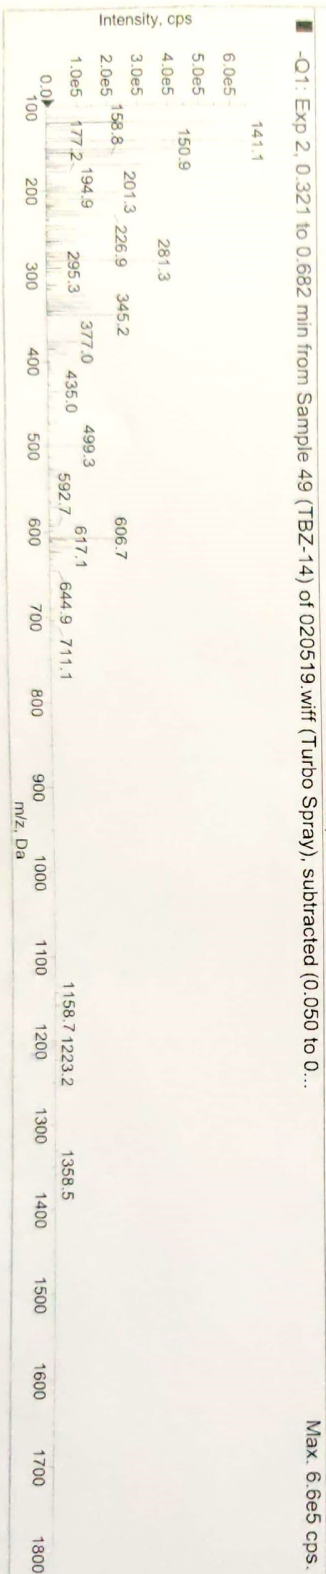 -Q1: Exp 2, 0.321 to 0.682 min from Sample 49 (TBZ-14) of 020519.wiff (Turbo Spray), subtracted (0.050 to 0...
Max. 6.6e5 cps.
Intensity, cps
6.0e5
5.0e5
4.0e5
3.0e5
2.0e5
1.0e5
0.0
141.1
150.9
158.8
177.2
194.9
201.3
226.9
281.3
295.3
345.2
377.0
435.0
499.3
592.7
606.7
617.1
644.9
711.1
1158.7
1223.2
1358.5
100 200 300 400 500 600 700 800 900 1000 1100 1200 1300 1400 1500 1600 1700 1800
m/z, Da